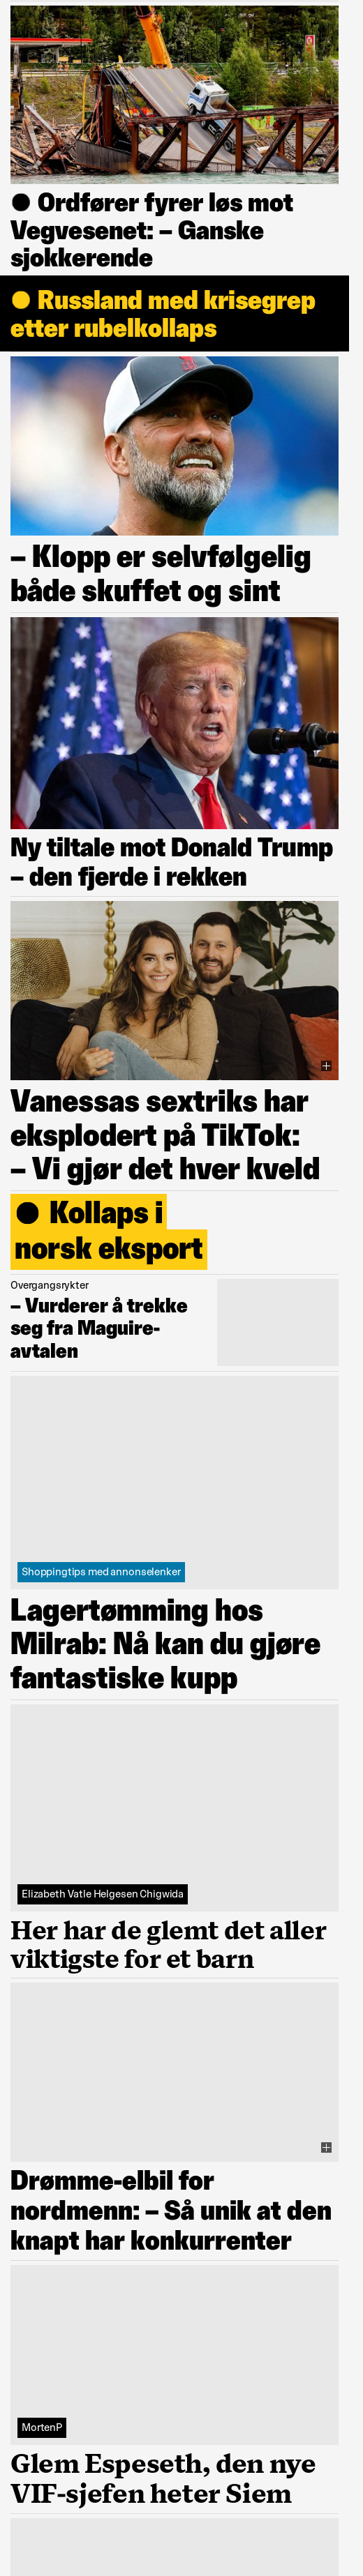 ● Ordfører fyrer løs mot
Vegvesenet: – Ganske
sjokkerende
● Russland med krisegrep
etter rubelkollaps
– Klopp er selvfølgelig
både skuffet og sint
Ny tiltale mot Donald Trump
– den fjerde i rekken
Vanessas sextriks har
eksplodert på TikTok:
– Vi gjør det hver kveld
● Kollaps i
norsk eksport
Overgangsrykter
– Vurderer å trekke
seg fra Maguire-
avtalen
Shoppingtips med annonselenker
Lagertømming hos
Milrab: Nå kan du gjøre
fantastiske kupp
Elizabeth Vatle Helgesen Chigwida
Her har de glemt det aller
viktigste for et barn
Drømme-elbil for
nordmenn: – Så unik at den
knapt har konkurrenter
MortenP
Glem Espeseth, den nye
VIF-sjefen heter Siem